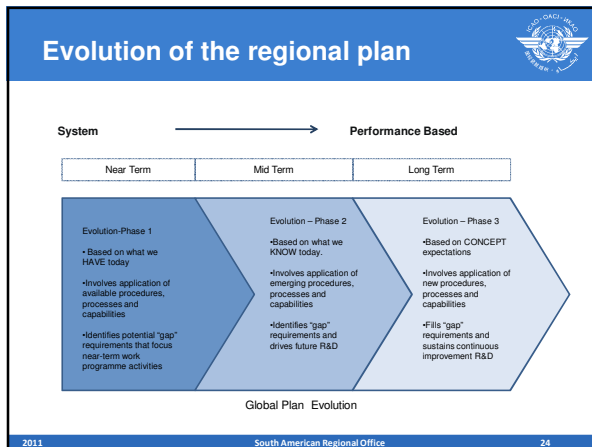 Evolution of the regional plan
ICAO · OACI · ИКАО
System
Performance Based
Near Term
Mid Term
Long Term
Evolution-Phase 1
• Based on what we
HAVE today
•Involves application of
available procedures,
processes and
capabilities
•Identifies potential “gap”
requirements that focus
near-term work
programme activities
Evolution – Phase 2
•Based on what we
KNOW today.
•Involves application of
emerging procedures,
processes and
capabilities
•Identifies “gap”
requirements and
drives future R&D
Evolution – Phase 3
•Based on CONCEPT
expectations
•Involves application of
new procedures,
processes and
capabilities
•Fills “gap”
requirements and
sustains continuous
improvement R&D
Global Plan Evolution
2011
South American Regional Office
24